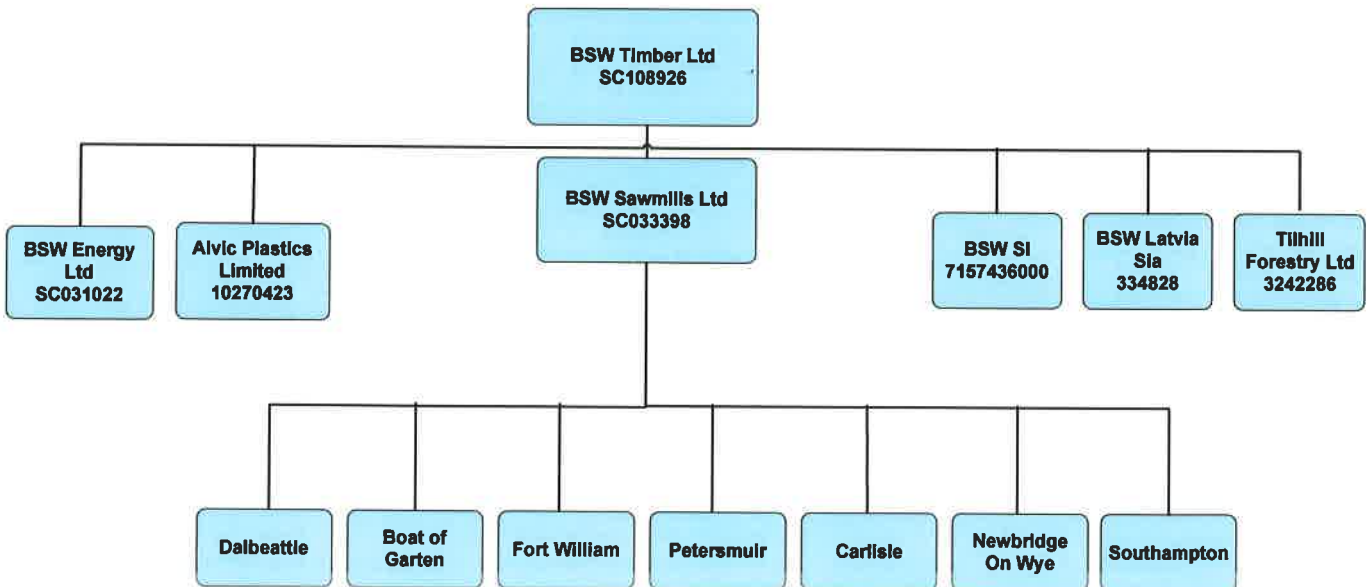 BSW Timber Ltd
SC108926
BSW Sawmills Ltd
SC033398
BSW Energy
Ltd
SC031022
Alvic Plastics
Limited
10270423
BSW SI
7157436000
BSW Latvia
Sia
334828
Tilhill
Forestry Ltd
3242286
Dalbeattie
Boat of
Garten
Fort William
Petersmuir
Carlisle
Newbridge
On Wye
Southampton